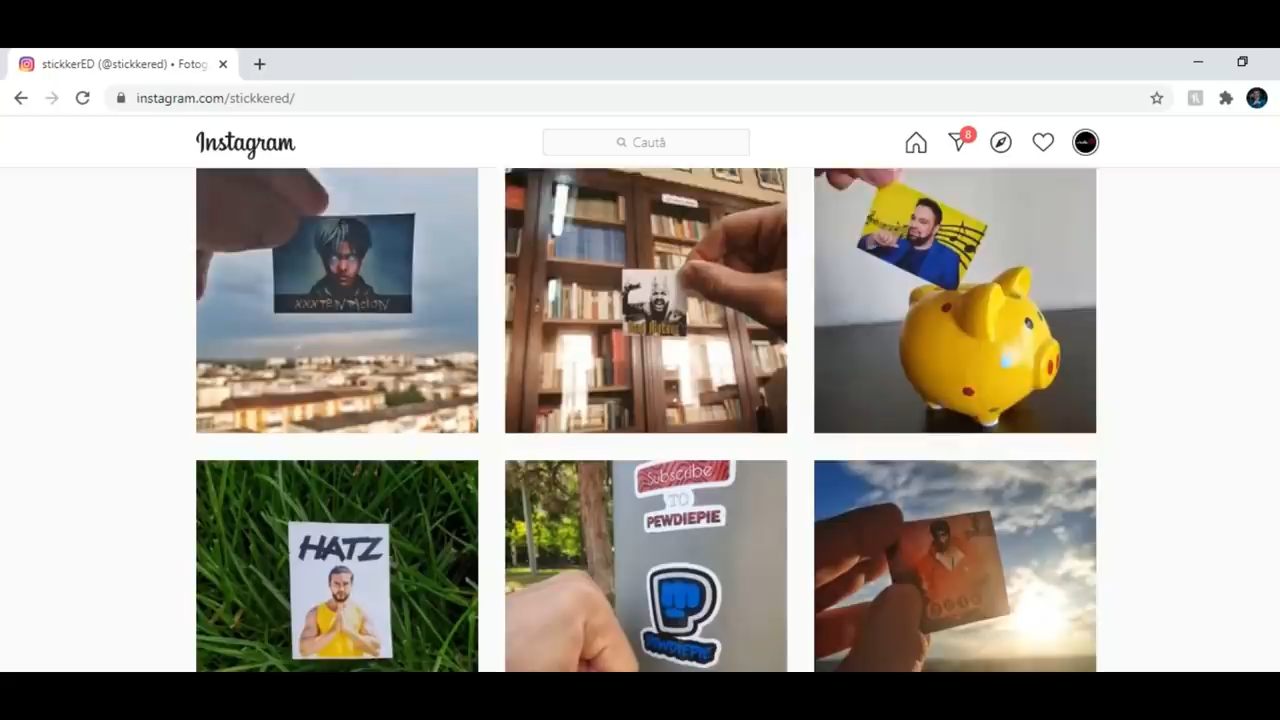 stickkerED (@stickkered) • Fotog
instagram.com/stickkered/
Instagram
Caută
8
XXXTENTACION
HATZ
Subscribe
TO
PEWDIEPIE
PEWDIEPIE